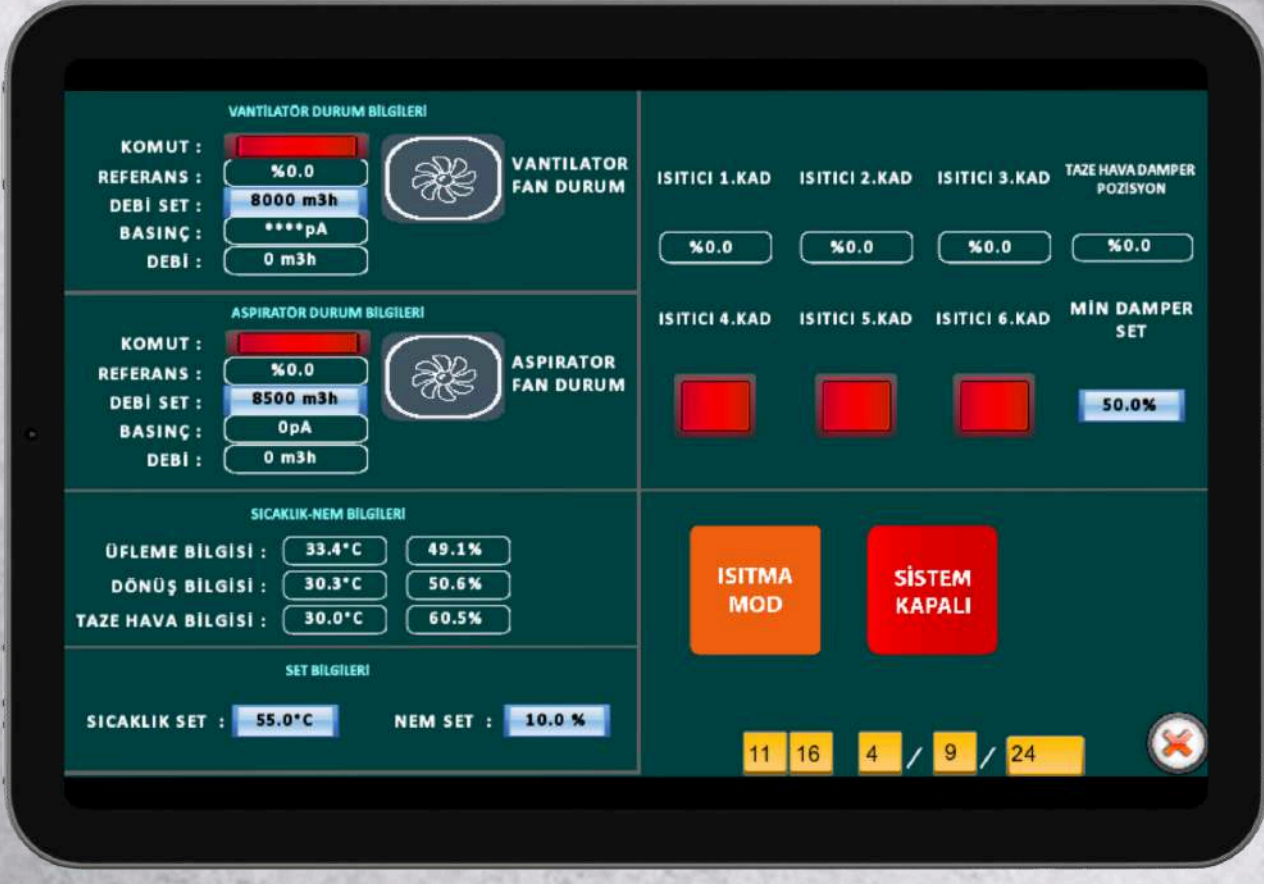 VANTİLATÖR DURUM BİLGİLERİ
KOMUT :
REFERANS : %0.0
DEBİ SET : 8000 m3h
BASINÇ : ****pA
DEBİ : 0 m3h
VANTILATOR
FAN DURUM
ASPIRATÖR DURUM BİLGİLERİ
KOMUT :
REFERANS : %0.0
DEBİ SET : 8500 m3h
BASINÇ : 0pA
DEBİ : 0 m3h
ASPIRATOR
FAN DURUM
SICAKLIK-NEM BİLGİLERİ
ÜFLEME BİLGİSİ : 33.4°C 49.1%
DÖNÜŞ BİLGİSİ : 30.3°C 50.6%
TAZE HAVA BİLGİSİ : 30.0°C 60.5%
SET BİLGİLERİ
SICAKLIK SET : 55.0°C NEM SET : 10.0 %
ISITICI 1.KAD ISITICI 2.KAD ISITICI 3.KAD TAZE HAVA DAMPER
POZİSYON
%0.0 %0.0 %0.0 %0.0
ISITICI 4.KAD ISITICI 5.KAD ISITICI 6.KAD MİN DAMPER
SET
50.0%
ISITMA
MOD
SİSTEM
KAPALI
11 16 4 / 9 / 24